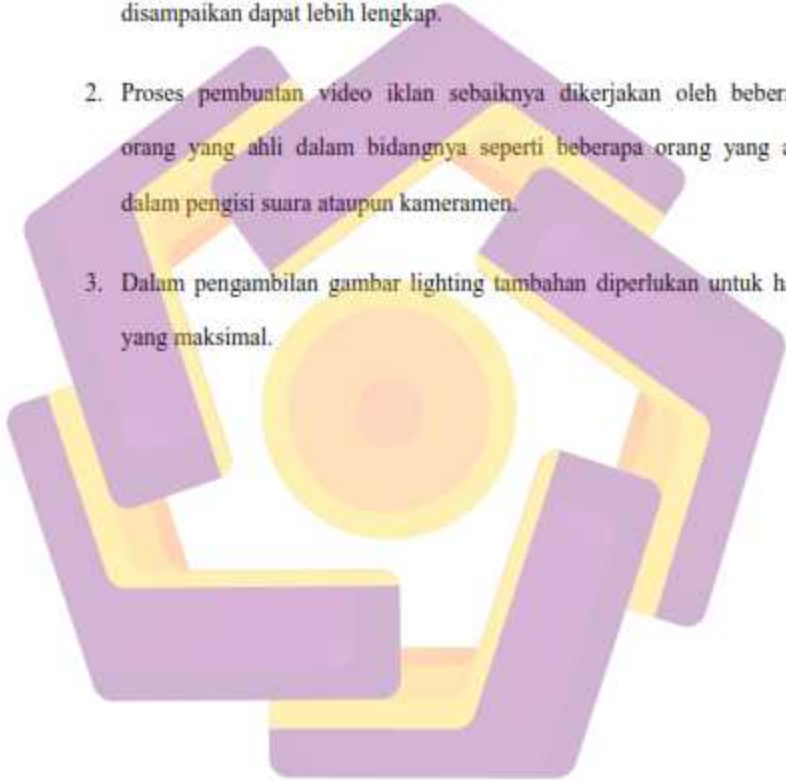 disampaikan dapat lebih lengkap.
2. Proses pembuatan video iklan sebaiknya dikerjakan oleh
orang yang ahli dalam bidangnya seperti beberapa orang yang
dalam pengisi suara ataupun kameramen.
3. Dalam pengambilan gambar lighting tambahan diperlukan untuk
yang maksimal.